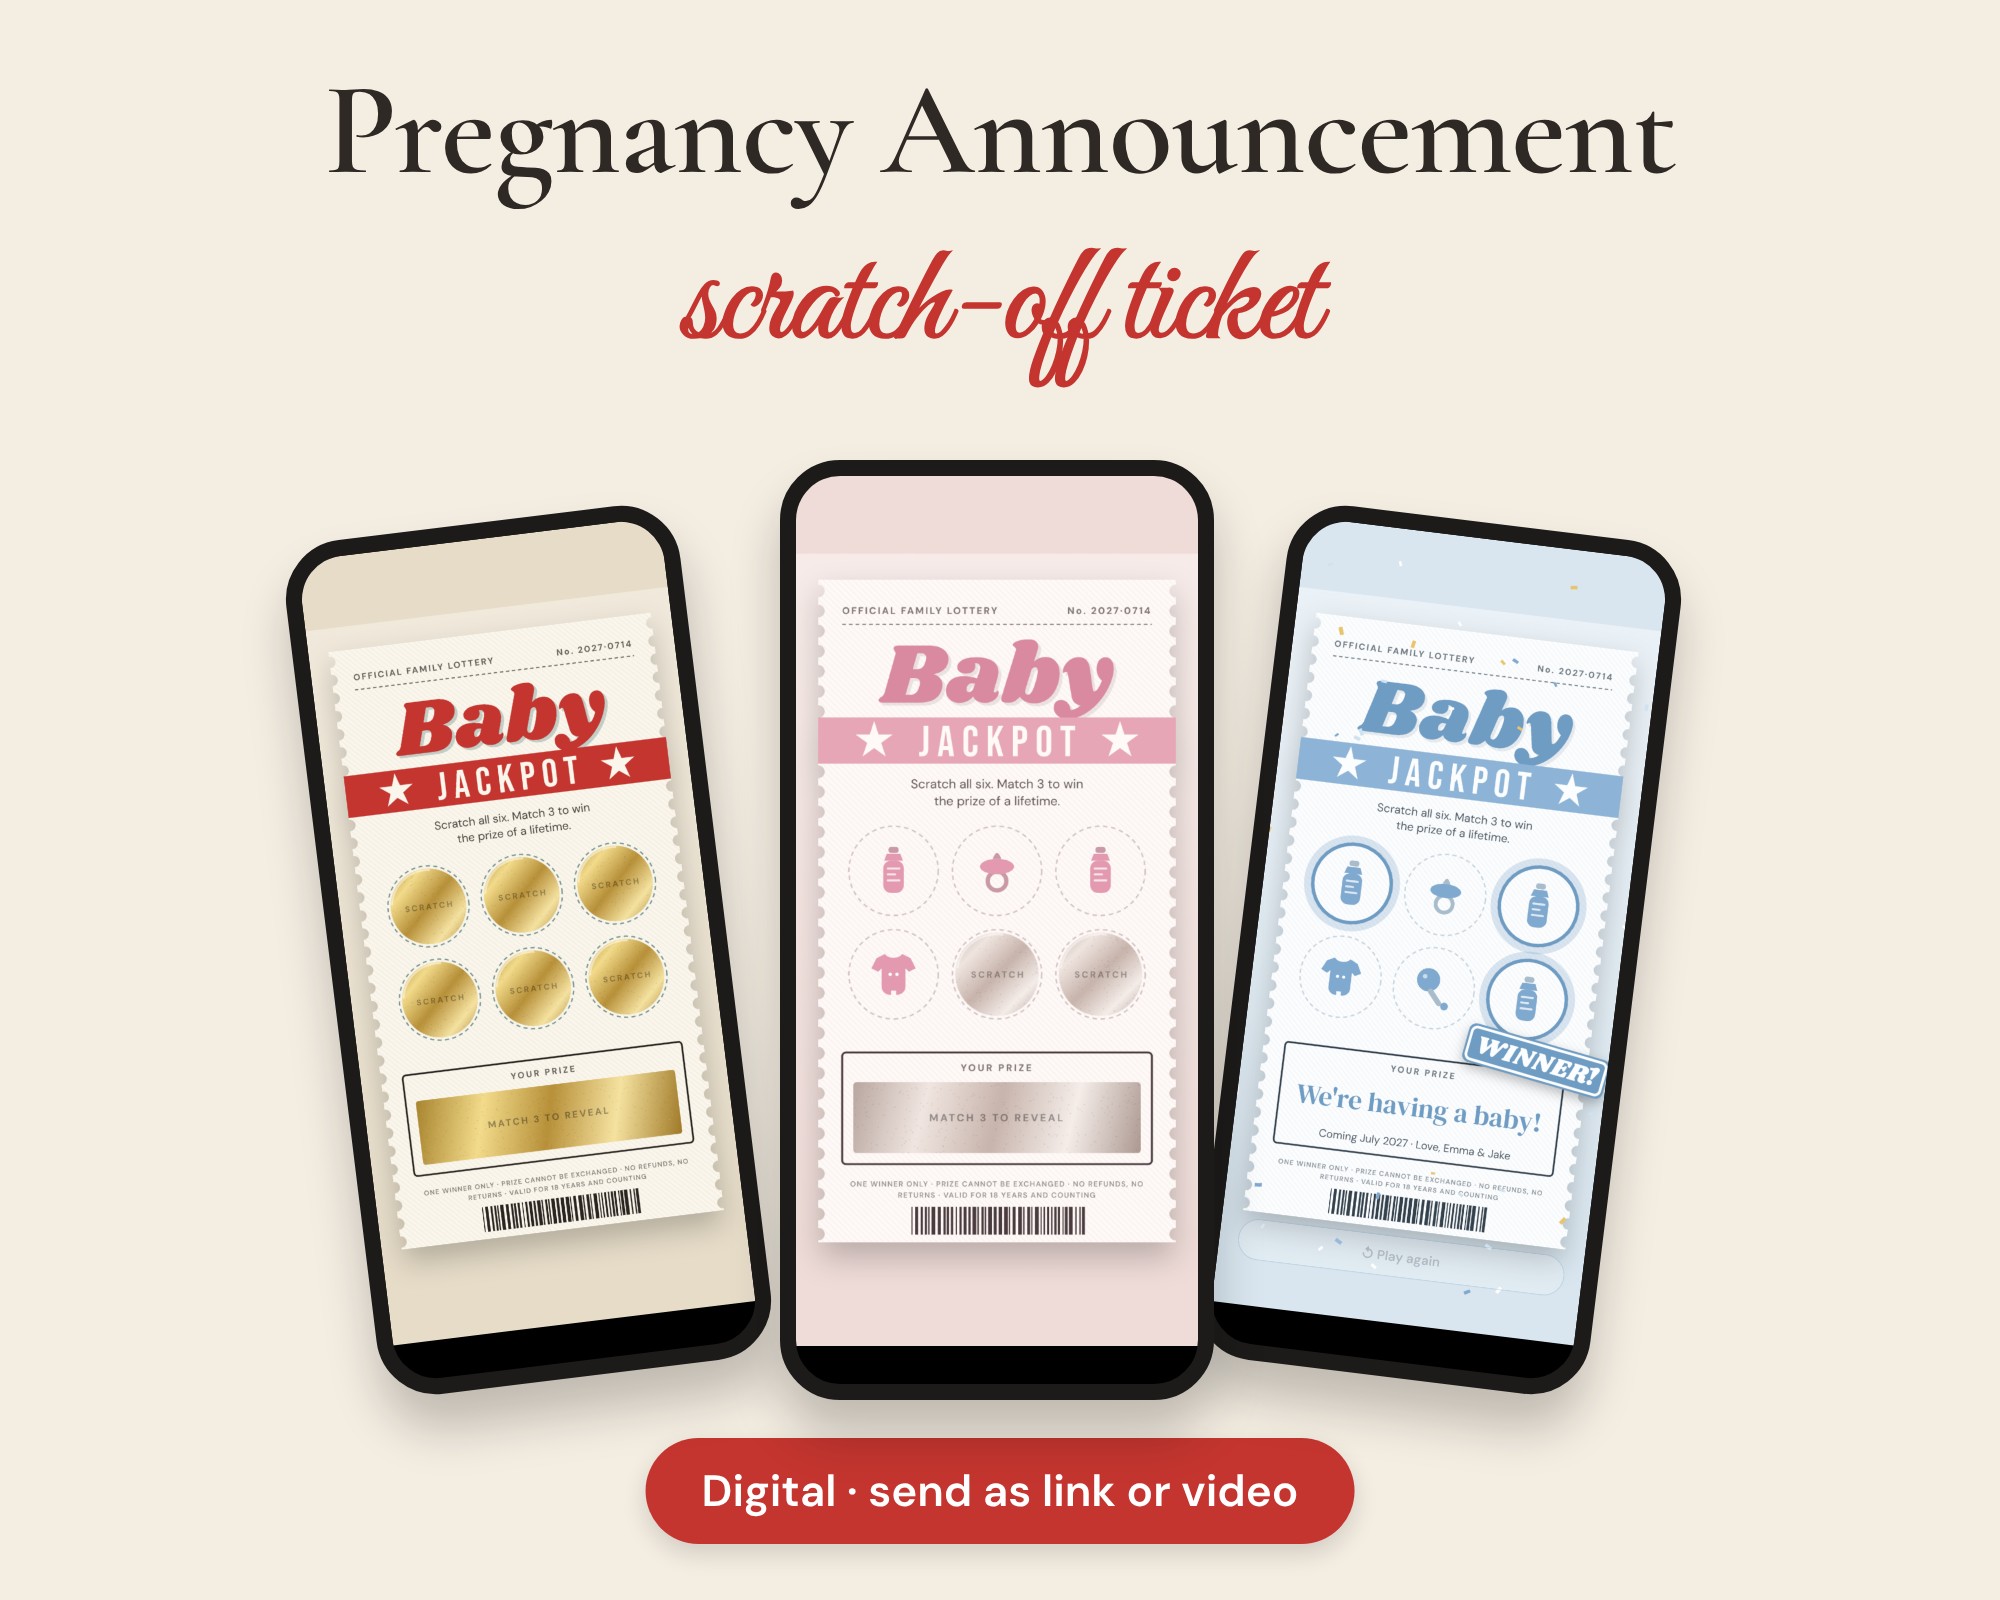 Pregnancy Announcement
scratch-off ticket
OFFICIAL FAMILY LOTTERY No. 2027-0714
Baby
★ JACKPOT ★
Scratch all six. Match 3 to win
the prize of a lifetime.
SCRATCH SCRATCH SCRATCH
SCRATCH SCRATCH SCRATCH
YOUR PRIZE
MATCH 3 TO REVEAL
ONE WINNER ONLY · PRIZE CANNOT BE EXCHANGED · NO REFUNDS, NO
RETURNS · VALID FOR 18 YEARS AND COUNTING
OFFICIAL FAMILY LOTTERY No. 2027-0714
Baby
★ JACKPOT ★
Scratch all six. Match 3 to win
the prize of a lifetime.
SCRATCH SCRATCH
YOUR PRIZE
MATCH 3 TO REVEAL
ONE WINNER ONLY · PRIZE CANNOT BE EXCHANGED · NO REFUNDS, NO
RETURNS · VALID FOR 18 YEARS AND COUNTING
OFFICIAL FAMILY LOTTERY No. 2027-0714
Baby
★ JACKPOT ★
Scratch all six. Match 3 to win
the prize of a lifetime.
WINNER!
YOUR PRIZE
We're having a baby!
Coming July 2027 · Love, Emma & Jake
ONE WINNER ONLY · PRIZE CANNOT BE EXCHANGED · NO REFUNDS, NO
RETURNS · VALID FOR 18 YEARS AND COUNTING
Play again
Digital · send as link or video